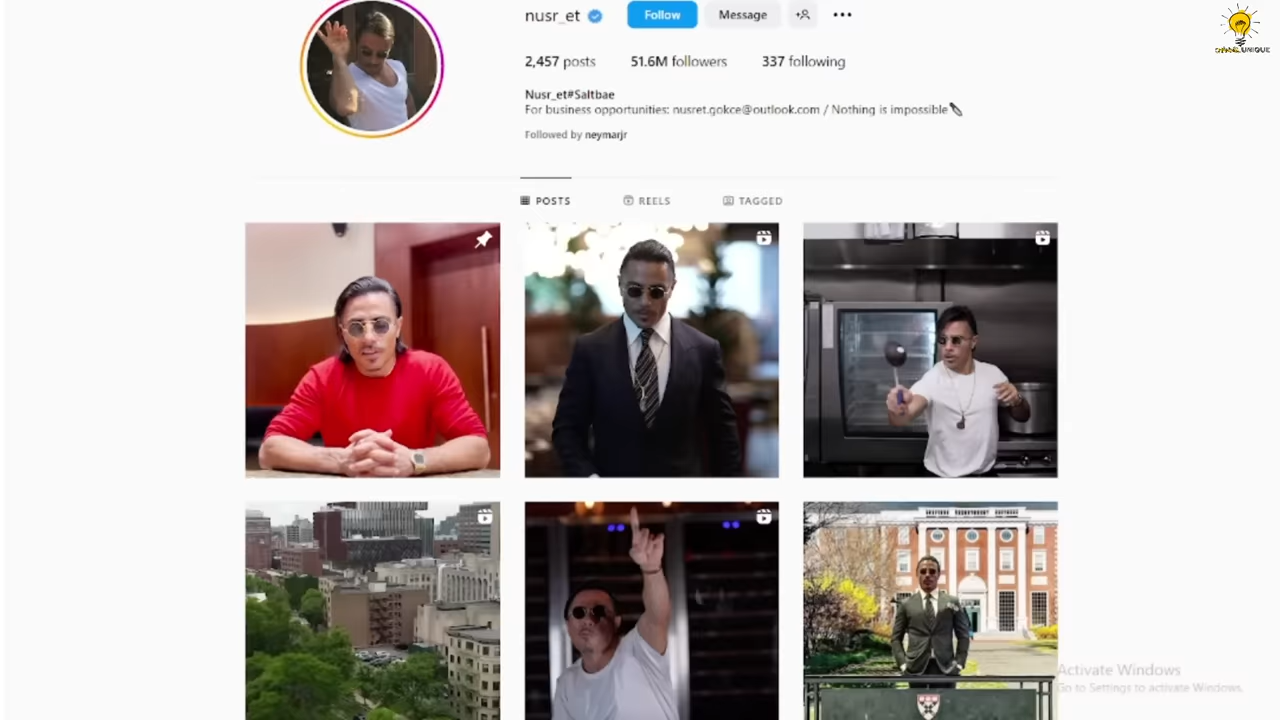 nusr_et
Follow
Message
2,457 posts 51.6M followers 337 following
Nusr_et#Saltbae
For business opportunities: nusret.gokce@outlook.com / Nothing is impossible
Followed by neymarjr
POSTS REELS TAGGED
Activate Windows
Go to Settings to activate Windows.